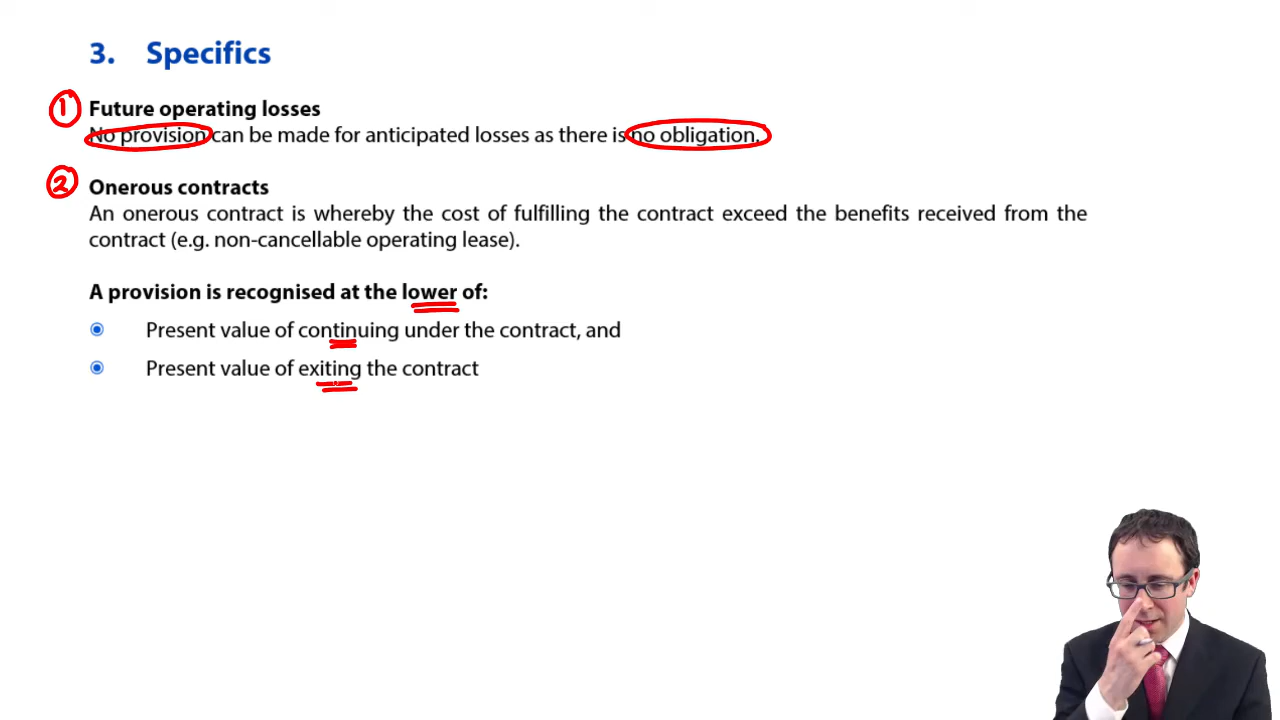 3. Specifics
1 Future operating losses
No provision can be made for anticipated losses as there is no obligation.
2 Onerous contracts
An onerous contract is whereby the cost of fulfilling the contract exceed the benefits received from the
contract (e.g. non-cancellable operating lease).
A provision is recognised at the lower of:
Present value of continuing under the contract, and
Present value of exiting the contract